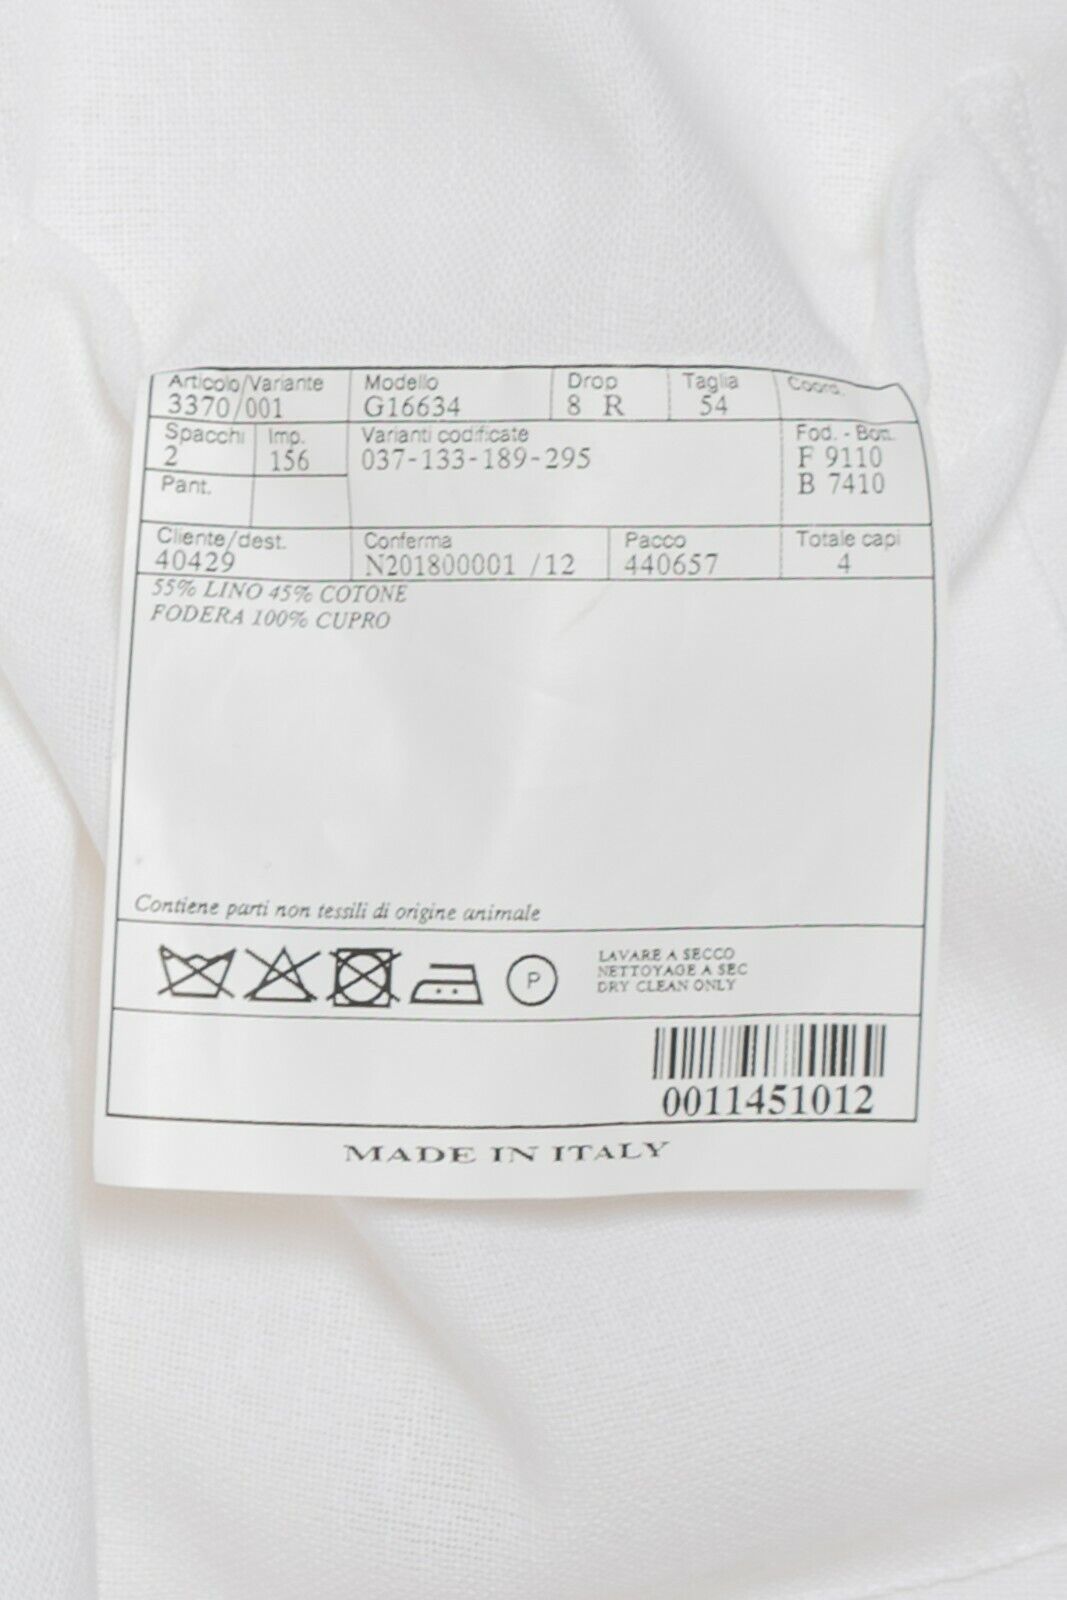 Articolo/Variante Modello Drop Taglia Coord.
3370/001 G16634 8 R 54
Spacchi Imp. Varianti codificate Fod. - Bott.
2 156 037-133-189-295 F 9110
Pant. B 7410
Cliente/dest. Conferma Pacco Totale capi
40429 N201800001 /12 440657 4
55% LINO 45% COTONE
FODERA 100% CUPRO
Contiene parti non tessili di origine animale
LAVARE A SECCO
NETTOYAGE A SEC
P DRY CLEAN ONLY
0011451012
MADE IN ITALY